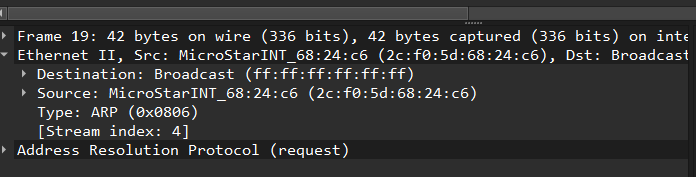 Frame 19: 42 bytes on wire (336 bits), 42 bytes captured (336 bits) on inte
Ethernet II, Src: MicroStarINT_68:24:c6 (2c:f0:5d:68:24:c6), Dst: Broadcast
Destination: Broadcast (ff:ff:ff:ff:ff:ff)
Source: MicroStarINT_68:24:c6 (2c:f0:5d:68:24:c6)
Type: ARP (0x0806)
[Stream index: 4]
Address Resolution Protocol (request)